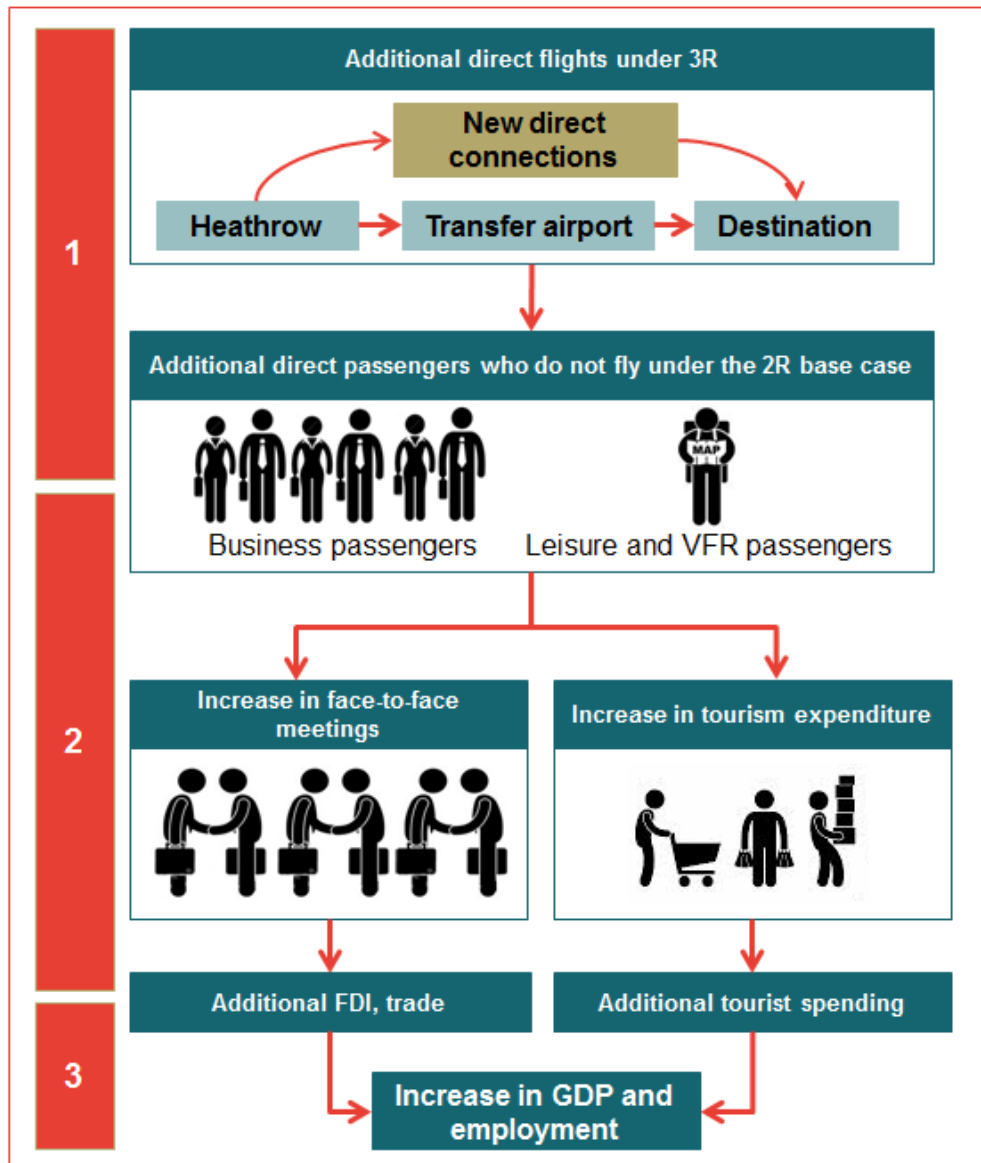 1
Additional direct flights under 3R
New direct
connections
Heathrow
Transfer airport
Destination
Additional direct passengers who do not fly under the 2R base case
MAP
Business passengers
Leisure and VFR passengers
2
Increase in face-to-face
meetings
Increase in tourism expenditure
Additional FDI, trade
Additional tourist spending
3
Increase in GDP and
employment